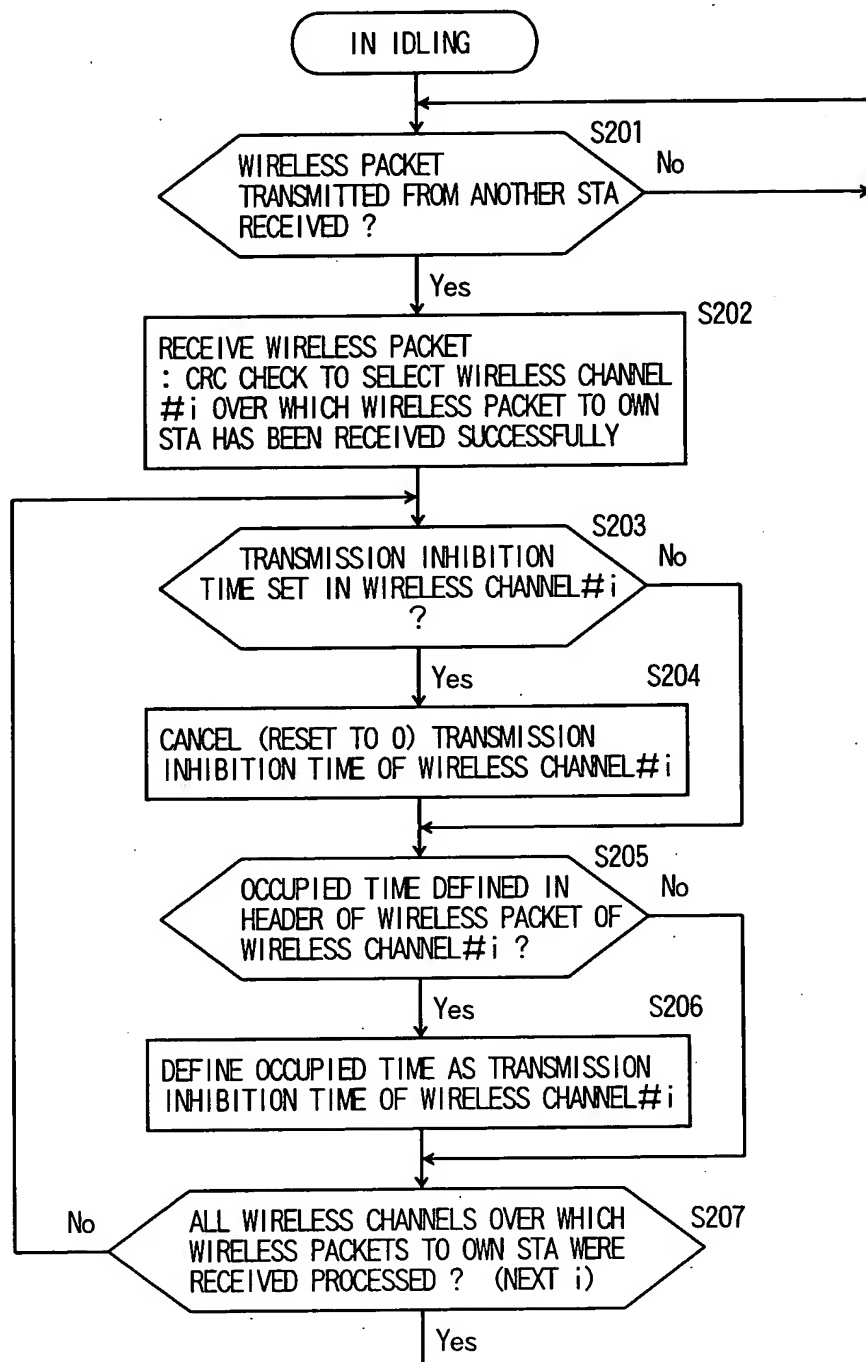 IN IDLING
S201
WIRELESS PACKET
TRANSMITTED FROM ANOTHER STA
RECEIVED ?
No
Yes
S202
RECEIVE WIRELESS PACKET
: CRC CHECK TO SELECT WIRELESS CHANNEL
#i OVER WHICH WIRELESS PACKET TO OWN
STA HAS BEEN RECEIVED SUCCESSFULLY
S203
TRANSMISSION INHIBITION
TIME SET IN WIRELESS CHANNEL#i
?
No
Yes
S204
CANCEL (RESET TO 0) TRANSMISSION
INHIBITION TIME OF WIRELESS CHANNEL#i
S205
OCCUPIED TIME DEFINED IN
HEADER OF WIRELESS PACKET OF
WIRELESS CHANNEL#i ?
No
Yes
S206
DEFINE OCCUPIED TIME AS TRANSMISSION
INHIBITION TIME OF WIRELESS CHANNEL#i
No
S207
ALL WIRELESS CHANNELS OVER WHICH
WIRELESS PACKETS TO OWN STA WERE
RECEIVED PROCESSED ? (NEXT i)
Yes